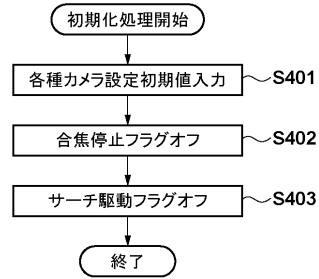 初期化処理開始
各種カメラ設定初期値入力
S401
合焦停止フラグオフ
S402
サーチ駆動フラグオフ
S403
終了